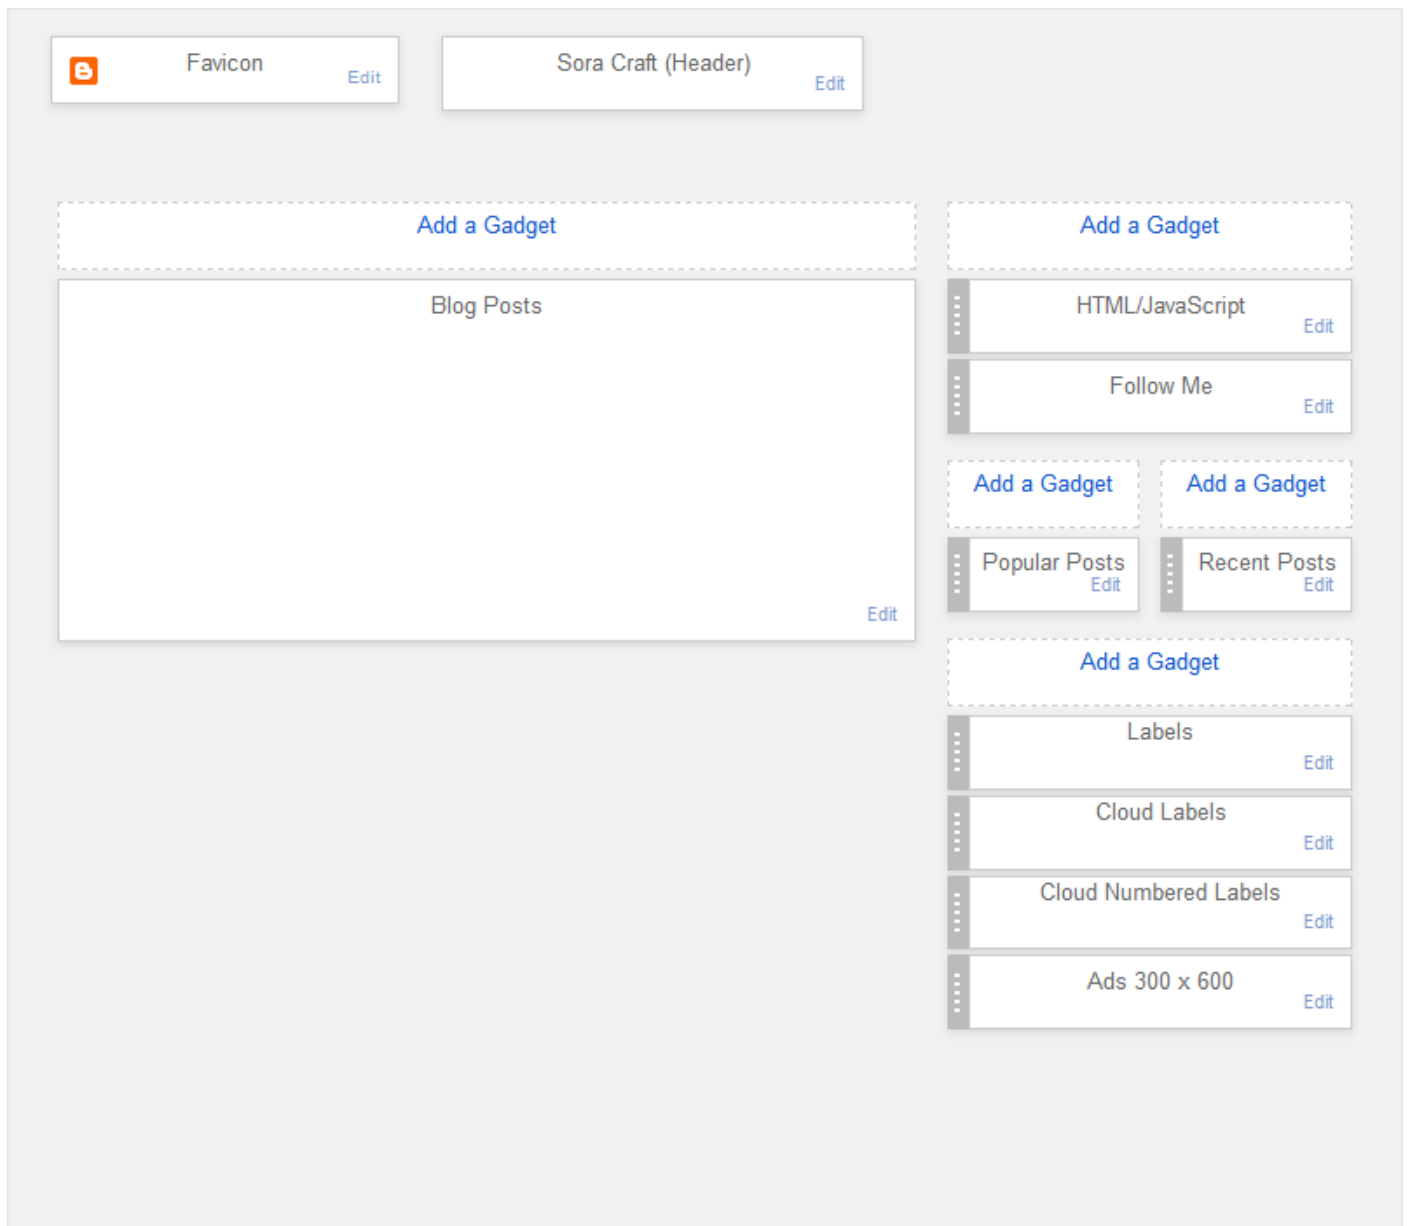 Favicon
Edit
Sora Craft (Header)
Edit
Add a Gadget
Blog Posts
Edit
Add a Gadget
HTML/JavaScript
Edit
Follow Me
Edit
Add a Gadget
Add a Gadget
Popular Posts
Edit
Recent Posts
Edit
Add a Gadget
Labels
Edit
Cloud Labels
Edit
Cloud Numbered Labels
Edit
Ads 300 x 600
Edit